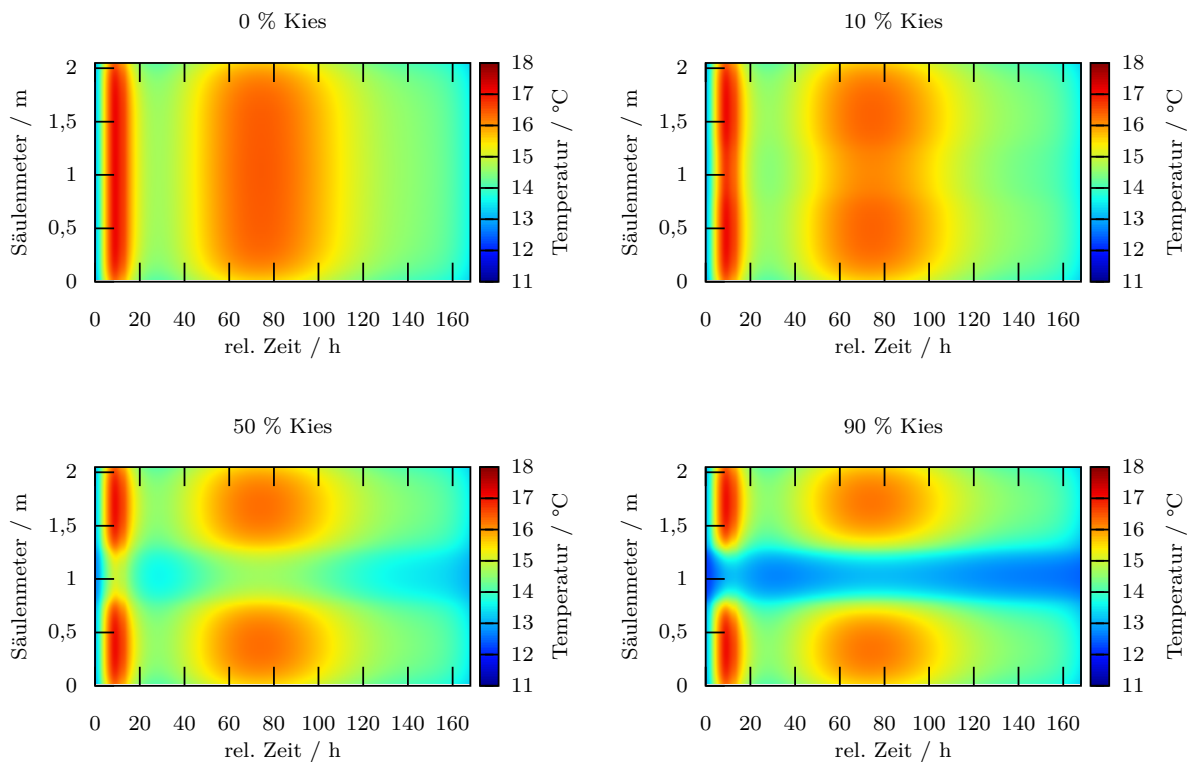 0 % Kies
10 % Kies
2
1,5
1
0,5
0
Säulenmeter / m
0 20 40 60 80 100 120 140 160
rel. Zeit / h
18
17
16
15
14
13
12
11
Temperatur / °C
2
1,5
1
0,5
0
Säulenmeter / m
0 20 40 60 80 100 120 140 160
rel. Zeit / h
18
17
16
15
14
13
12
11
Temperatur / °C
50 % Kies
90 % Kies
2
1,5
1
0,5
0
Säulenmeter / m
0 20 40 60 80 100 120 140 160
rel. Zeit / h
18
17
16
15
14
13
12
11
Temperatur / °C
2
1,5
1
0,5
0
Säulenmeter / m
0 20 40 60 80 100 120 140 160
rel. Zeit / h
18
17
16
15
14
13
12
11
Temperatur / °C